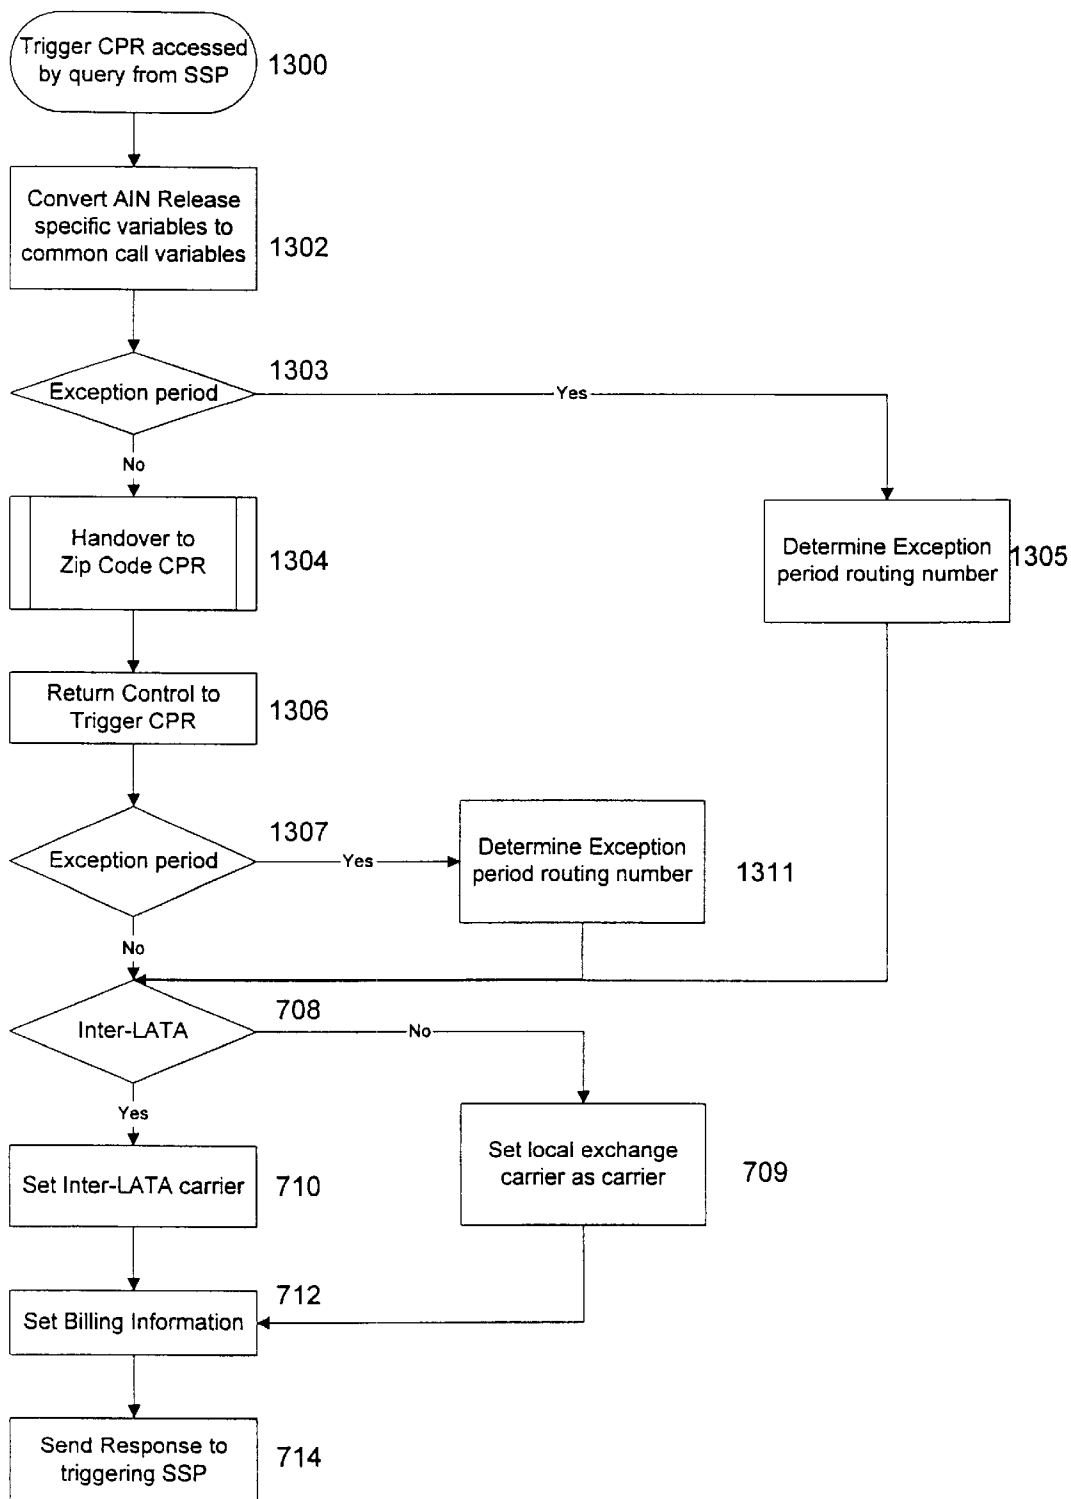 Trigger CPR accessed
by query from SSP
1300
Convert AIN Release
specific variables to
common call variables
1302
Exception period
1303
Yes
No
Handover to
Zip Code CPR
1304
Determine Exception
period routing number
1305
Return Control to
Trigger CPR
1306
Exception period
1307
Yes
Determine Exception
period routing number
1311
No
Inter-LATA
708
No
Yes
Set Inter-LATA carrier
710
Set local exchange
carrier as carrier
709
Set Billing Information
712
Send Response to
triggering SSP
714